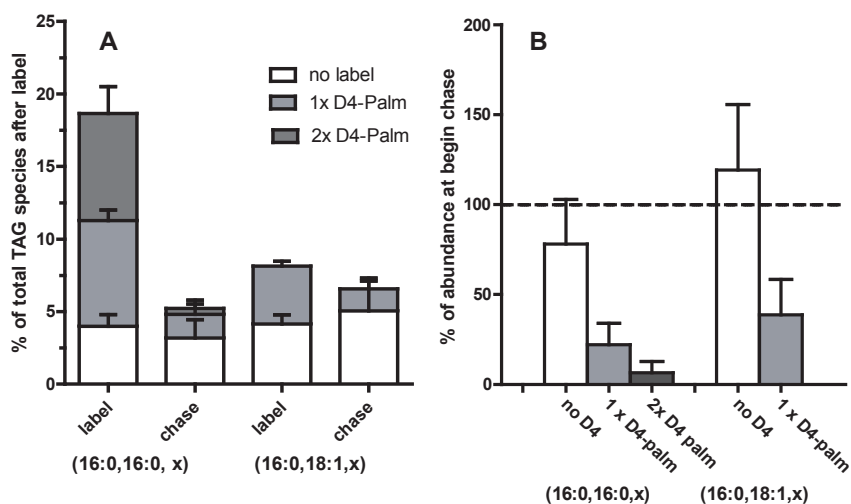 A
B
% of total TAG species after label
25
20
15
10
5
0
no label
1x D4-Palm
2x D4-Palm
label
chase
label
chase
(16:0,16:0, x)
(16:0,18:1,x)
% of abundance at begin chase
200
150
100
50
0
no D4
1 x D4-palm
2x D4 palm
no D4
1 x D4-palm
(16:0,16:0,x)
(16:0,18:1,x)